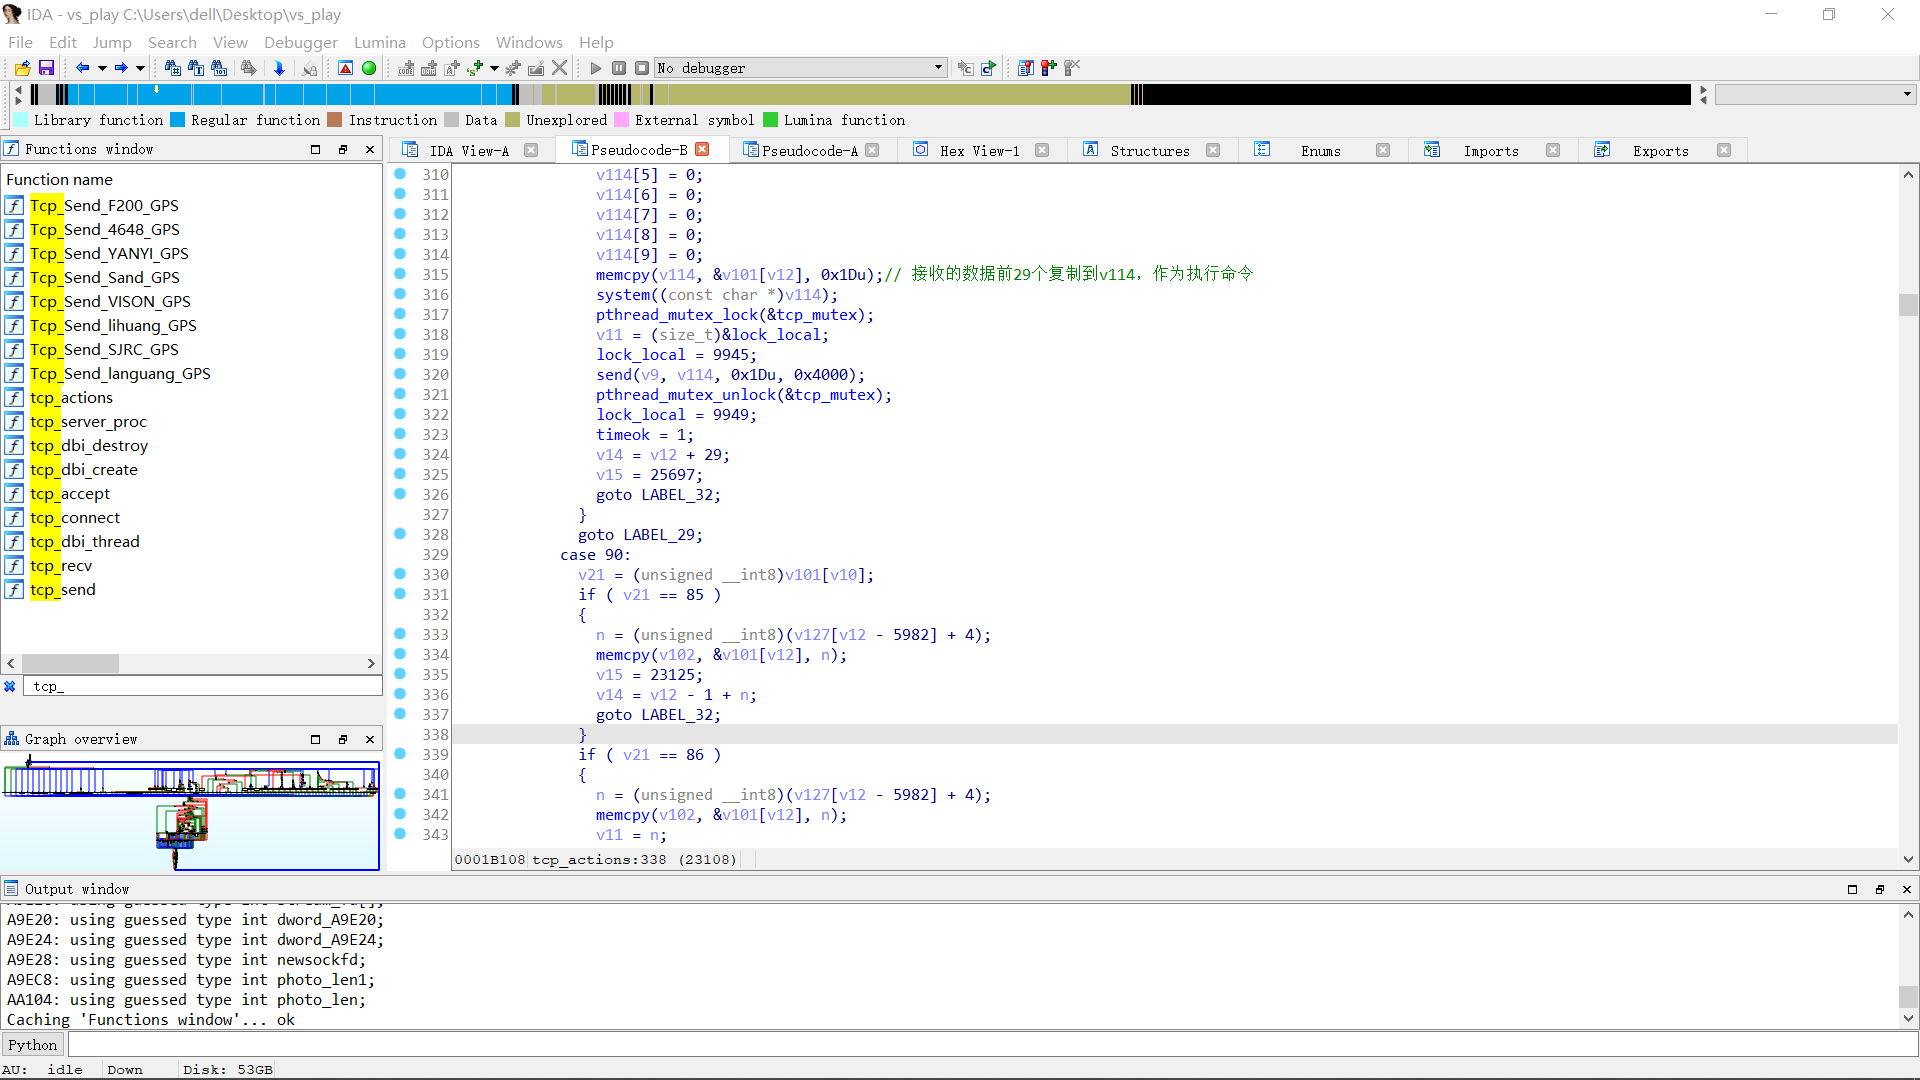 IDA - vs_play C:\Users\dell\Desktop\vs_play
File Edit Jump Search View Debugger Lumina Options Windows Help
No debugger
Library function Regular function Instruction Data Unexplored External symbol Lumina function
Functions window
Function name
Tcp_Send_F200_GPS
Tcp_Send_4648_GPS
Tcp_Send_YANYI_GPS
Tcp_Send_Sand_GPS
Tcp_Send_VISON_GPS
Tcp_Send_lihuang_GPS
Tcp_Send_SJRC_GPS
Tcp_Send_languang_GPS
tcp_actions
tcp_server_proc
tcp_dbi_destroy
tcp_dbi_create
tcp_accept
tcp_connect
tcp_dbi_thread
tcp_recv
tcp_send
tcp_
Graph overview
IDA View-A Pseudocode-B Pseudocode-A Hex View-1 Structures Enums Imports Exports
310 v114[5] = 0;
311 v114[6] = 0;
312 v114[7] = 0;
313 v114[8] = 0;
314 v114[9] = 0;
315 memcpy(v114, &v101[v12], 0x1Du);// 接收的数据前29个复制到v114，作为执行命令
316 system((const char *)v114);
317 pthread_mutex_lock(&tcp_mutex);
318 v11 = (size_t)&lock_local;
319 lock_local = 9945;
320 send(v9, v114, 0x1Du, 0x4000);
321 pthread_mutex_unlock(&tcp_mutex);
322 lock_local = 9949;
323 timeok = 1;
324 v14 = v12 + 29;
325 v15 = 25697;
326 goto LABEL_32;
327 }
328 goto LABEL_29;
329 case 90:
330 v21 = (unsigned __int8)v101[v10];
331 if ( v21 == 85 )
332 {
333 n = (unsigned __int8)(v127[v12 - 5982] + 4);
334 memcpy(v102, &v101[v12], n);
335 v15 = 23125;
336 v14 = v12 - 1 + n;
337 goto LABEL_32;
338 }
339 if ( v21 == 86 )
340 {
341 n = (unsigned __int8)(v127[v12 - 5982] + 4);
342 memcpy(v102, &v101[v12], n);
343 v11 = n;
0001B108 tcp_actions:338 (23108)
Output window
A9E20: using guessed type int dword_A9E20;
A9E24: using guessed type int dword_A9E24;
A9E28: using guessed type int newsockfd;
A9EC8: using guessed type int photo_len1;
AA104: using guessed type int photo_len;
Caching 'Functions window'... ok
Python
AU: idle Down Disk: 53GB